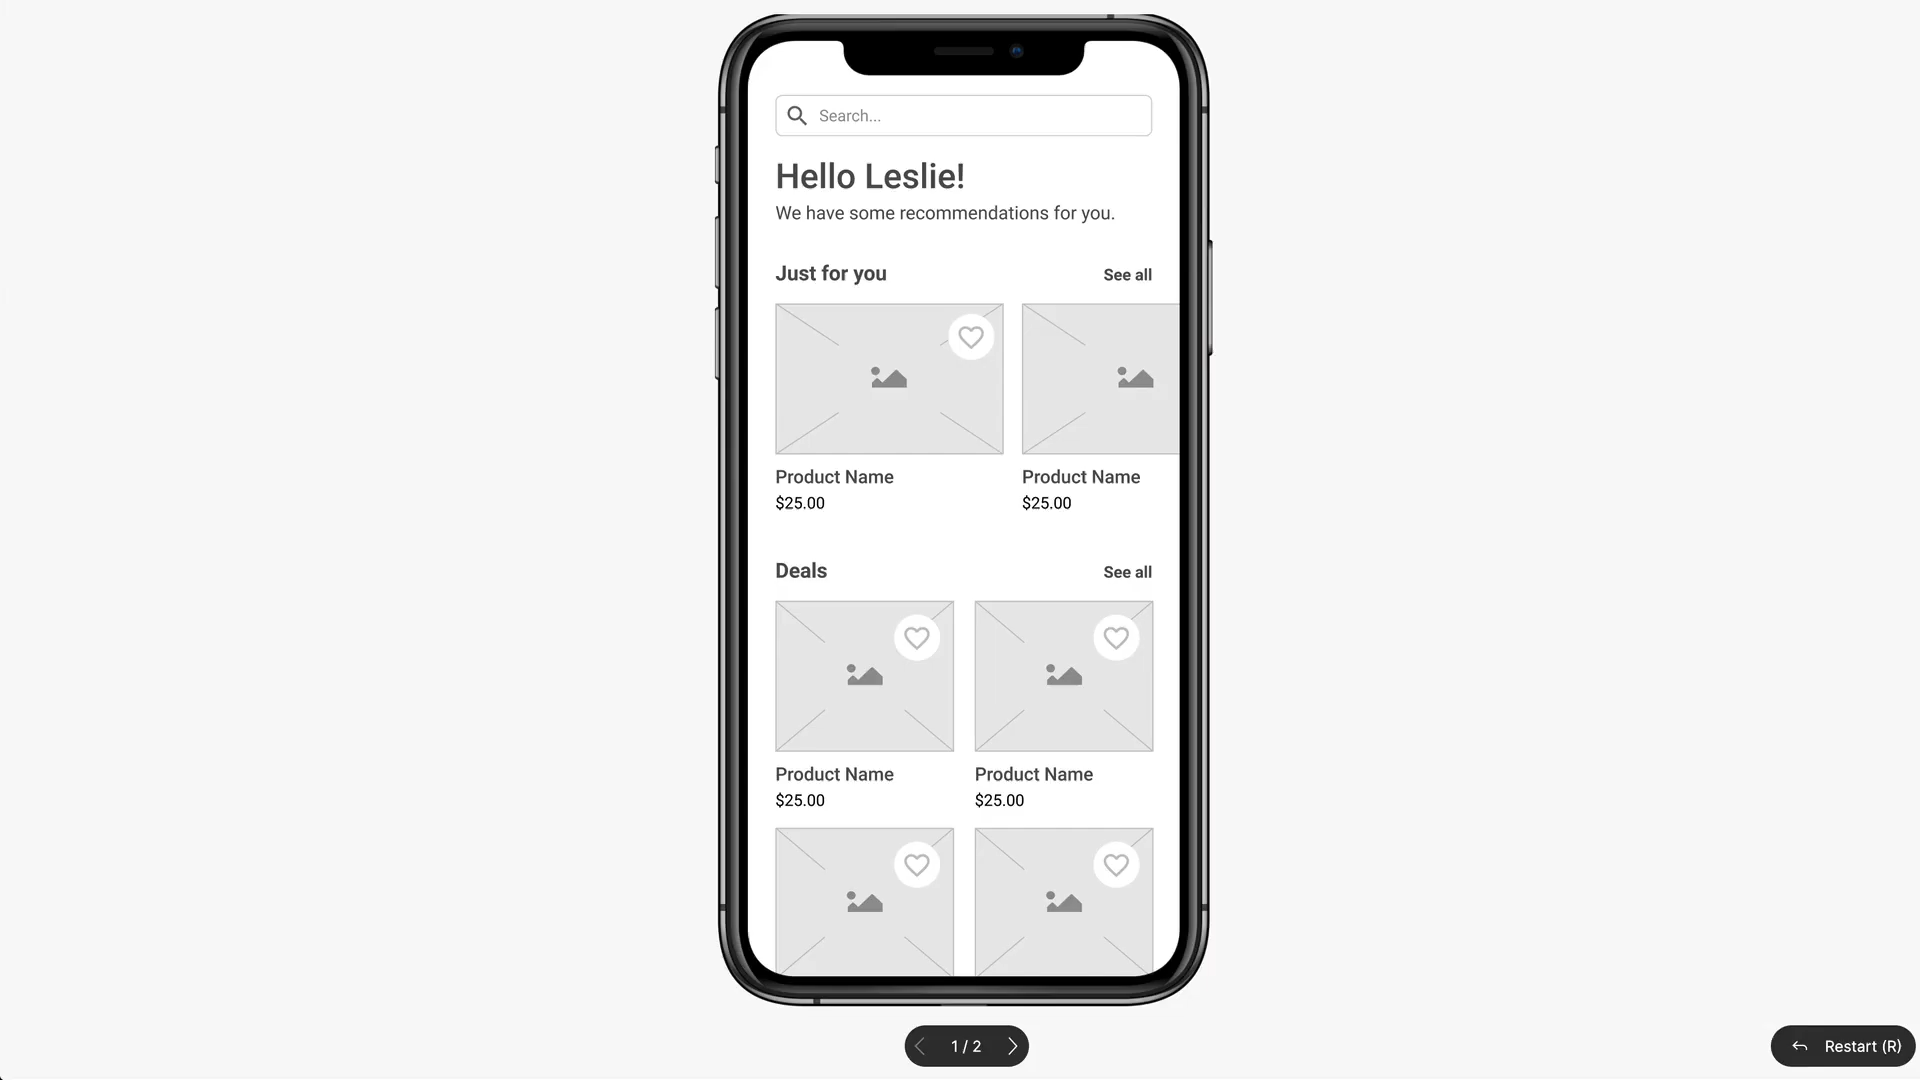 Search...
Hello Leslie!
We have some recommendations for you.
Just for you
See all
Product Name
$25.00
Product Name
$25.00
Deals
See all
Product Name
$25.00
Product Name
$25.00
1 / 2
Restart (R)